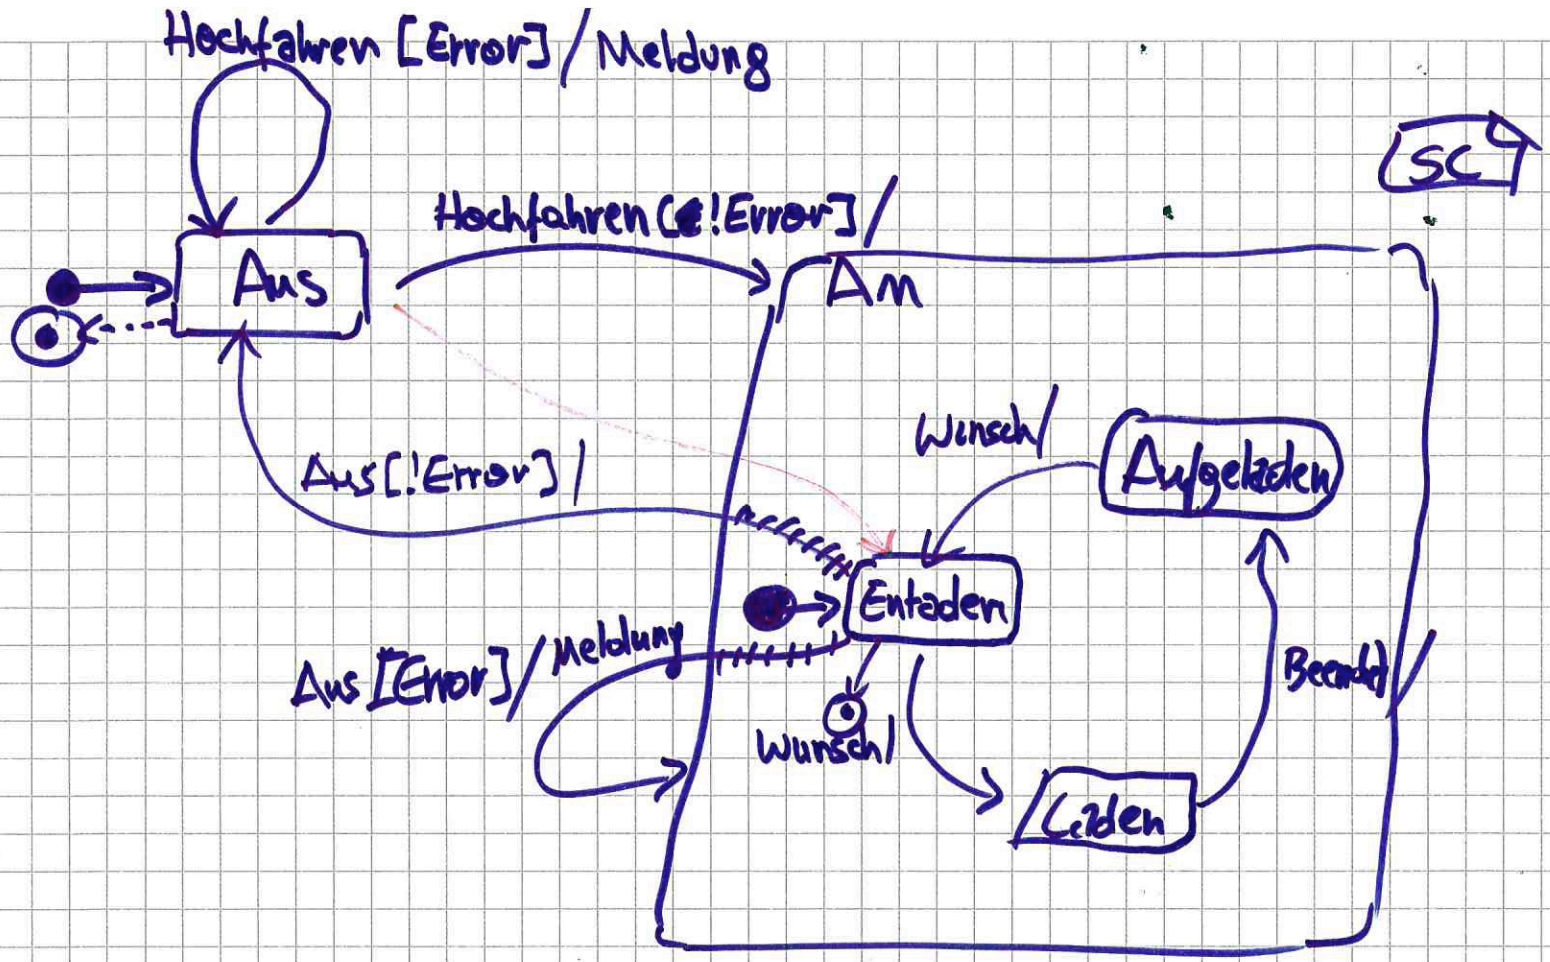 Hochfahren [Error] / Meldung
SC
Hochfahren [!Error] /
Aus
An
Wunsch /
Aufgeladen
Aus [!Error] /
Entladen
Aus [Error] / Meldung
Beendet /
Wunsch /
Laden